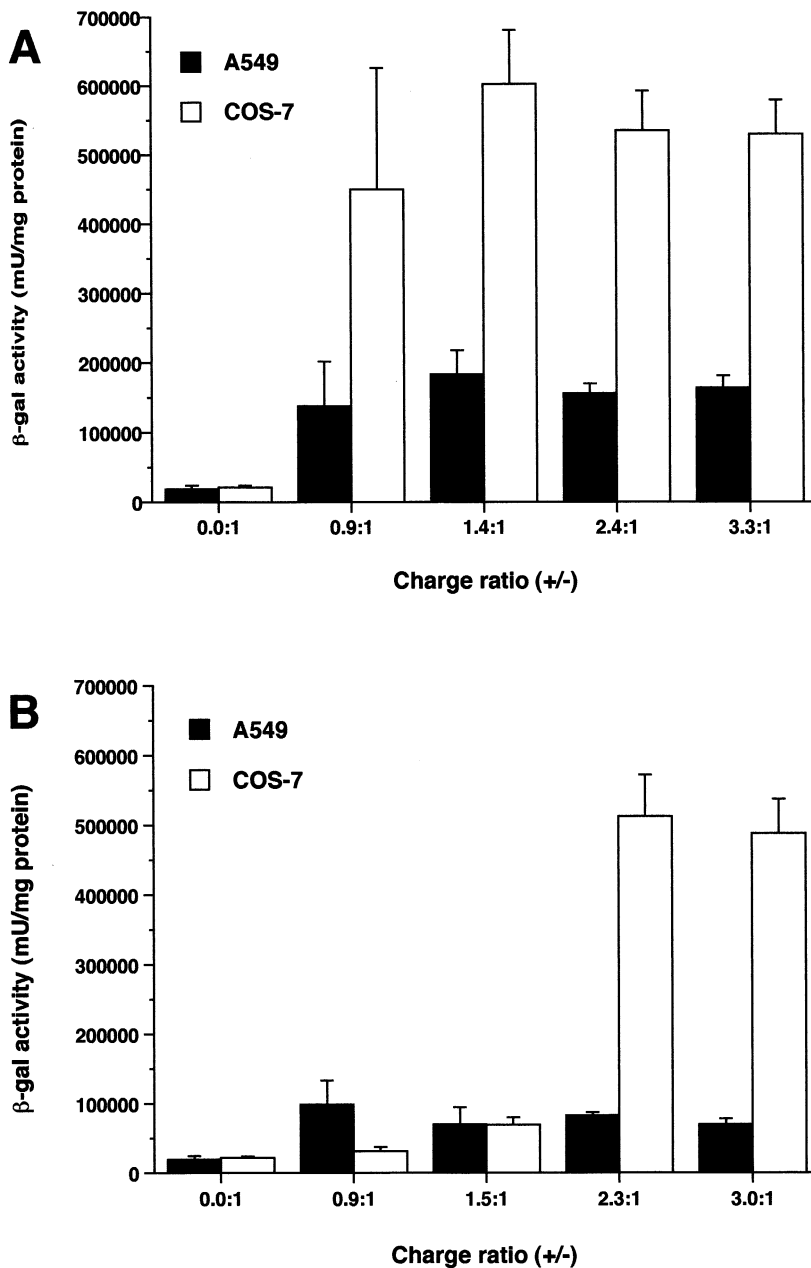 A
700000
600000
500000
400000
300000
200000
100000
0
A549
COS-7
β-gal activity (mU/mg protein)
0.0:1 0.9:1 1.4:1 2.4:1 3.3:1
Charge ratio (+/-)
B
700000
600000
500000
400000
300000
200000
100000
0
A549
COS-7
β-gal activity (mU/mg protein)
0.0:1 0.9:1 1.5:1 2.3:1 3.0:1
Charge ratio (+/-)